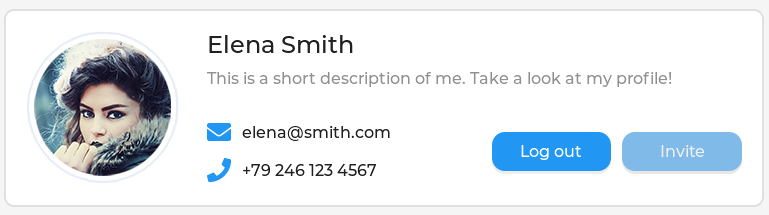 Elena Smith
This is a short description of me. Take a look at my profile!
elena@smith.com
+79 246 123 4567
Log out
Invite